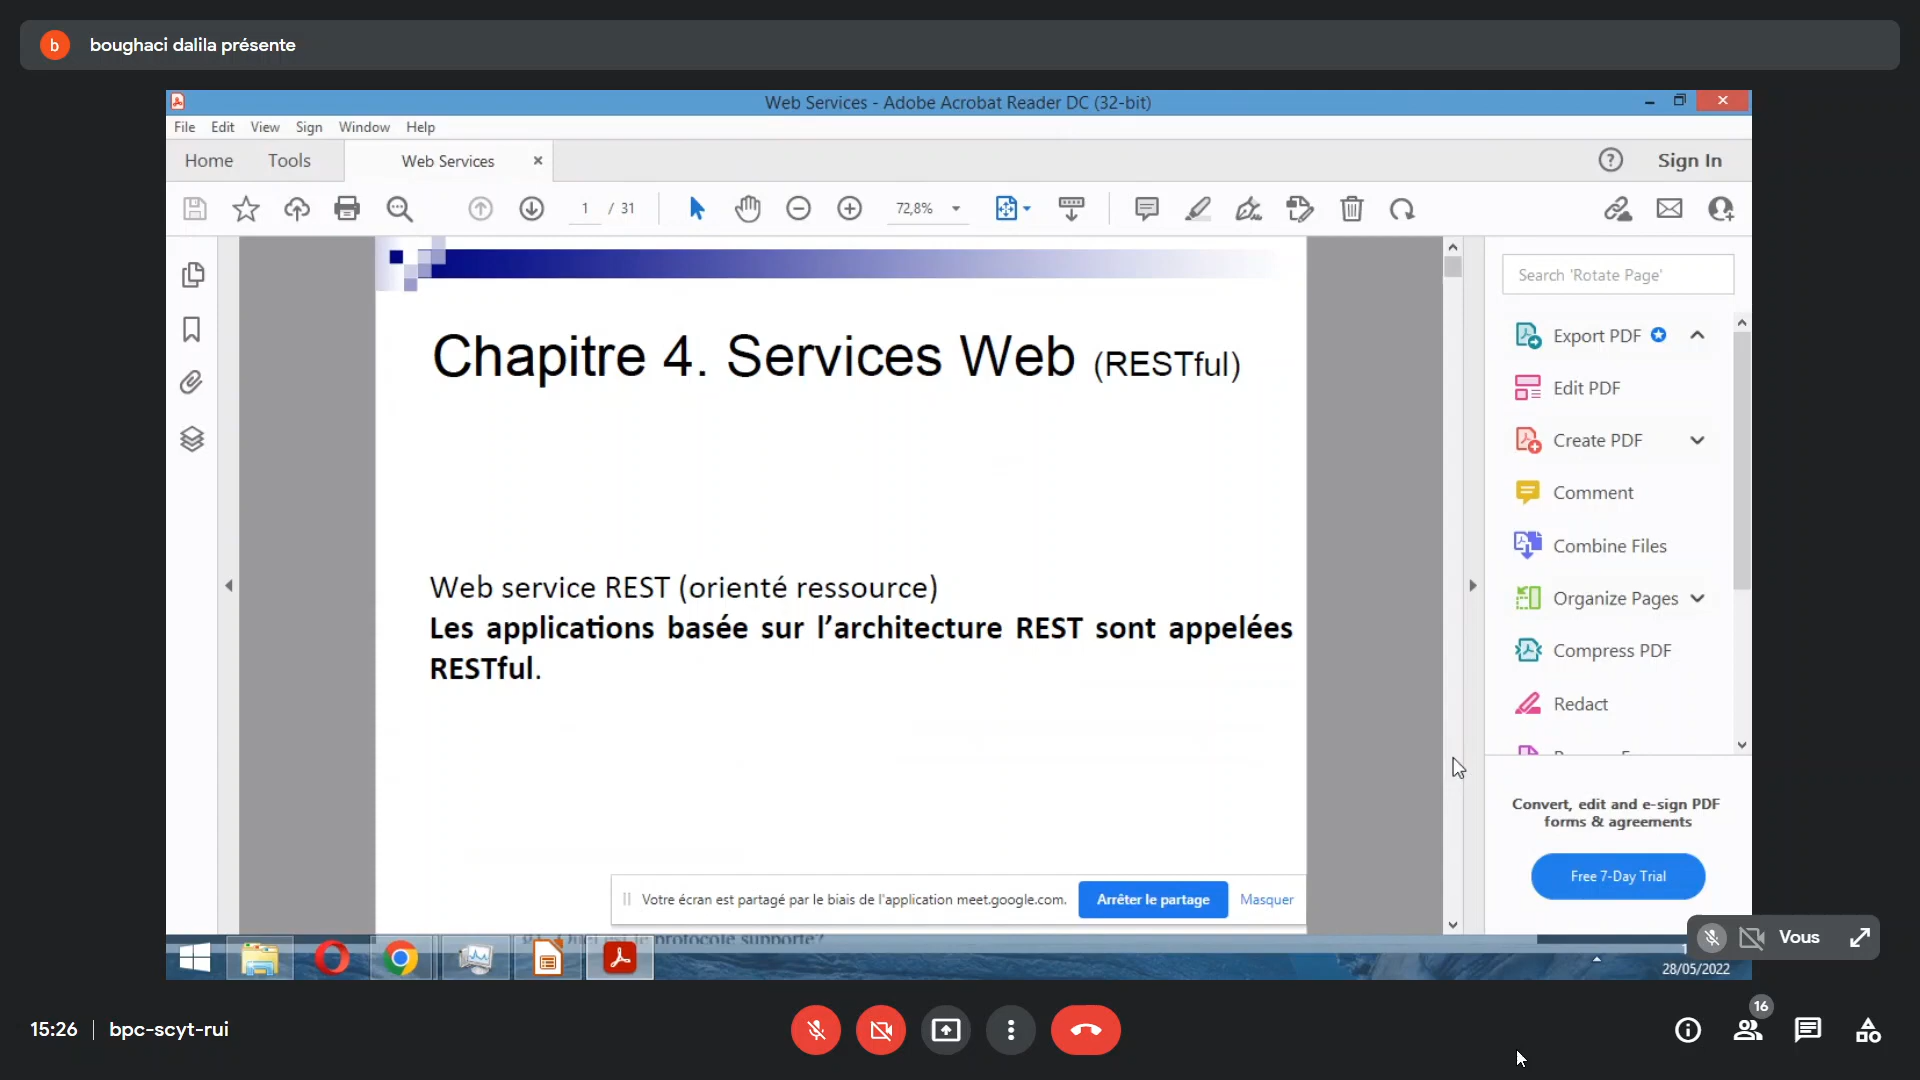 b boughaci dalila présente
Web Services - Adobe Acrobat Reader DC (32-bit)
File Edit View Sign Window Help
Home Tools Web Services × ? Sign In
1 / 31 72,8%
Search 'Rotate Page'
Export PDF
Edit PDF
Create PDF
Comment
Combine Files
Organize Pages
Compress PDF
Redact
Chapitre 4. Services Web (RESTful)
Web service REST (orienté ressource)
Les applications basée sur l’architecture REST sont appelées
RESTful.
Convert, edit and e-sign PDF
forms & agreements
Free 7-Day Trial
Votre écran est partagé par le biais de l'application meet.google.com. Arrêter le partage Masquer
protocole supporté?
Vous
28/05/2022
16
15:26 | bpc-scyt-rui